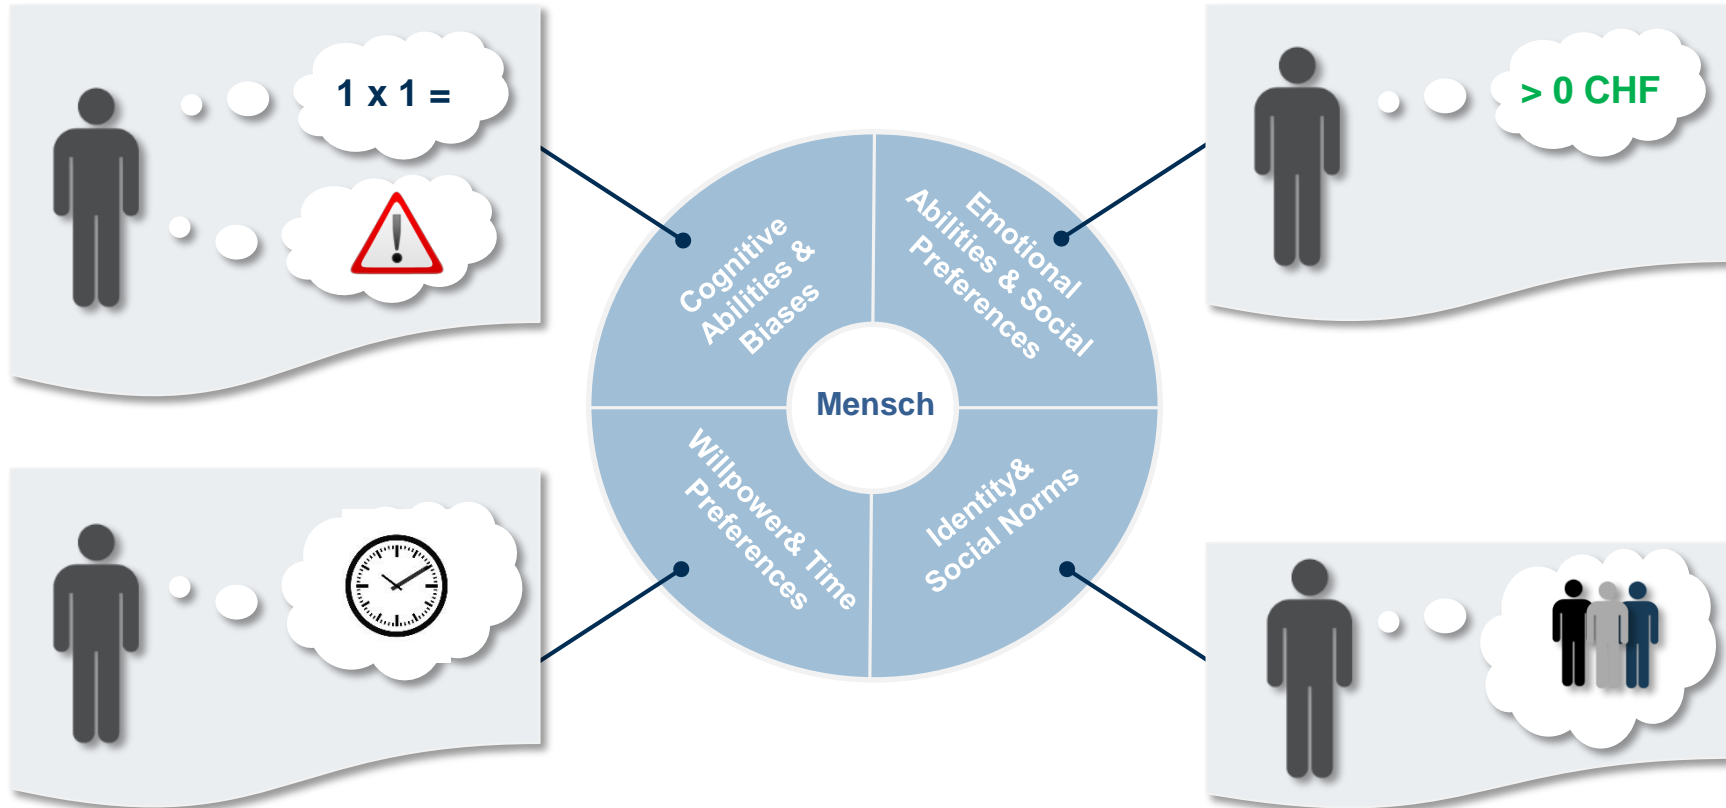 1 x 1 =
> 0 CHF
Cognitive
Abilities &
Biases
Emotional
Abilities & Social
Preferences
Mensch
Willpower& Time
Preferences
Identity&
Social Norms